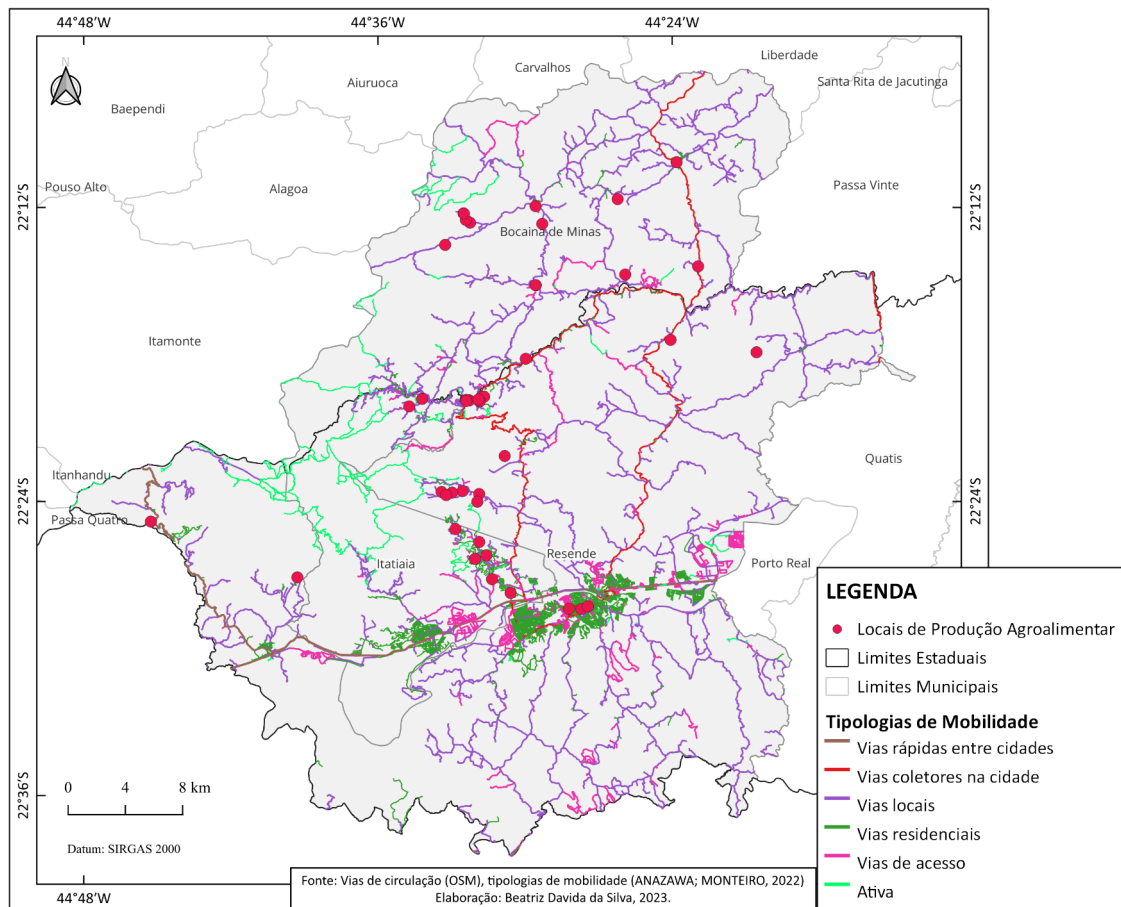 44°48'W
44°36'W
44°24'W
N
Liberdade
Carvalhos
Aiuruoca
Santa Rita de Jacutinga
Baependi
Pouso Alto
Alagoa
Passa Vinte
22°12'S
22°12'S
Bocaina de Minas
Itamonte
Quatis
Itanhandu
22°24'S
22°24'S
Passa Quatro
Resende
Itatiaia
Porto Real
22°36'S
0 4 8 km
Datum: SIRGAS 2000
44°48'W
Fonte: Vias de circulação (OSM), tipologias de mobilidade (ANAZAWA; MONTEIRO, 2022)
Elaboração: Beatriz Davida da Silva, 2023.
LEGENDA
Locais de Produção Agroalimentar
Limites Estaduais
Limites Municipais
Tipologias de Mobilidade
Vias rápidas entre cidades
Vias coletores na cidade
Vias locais
Vias residenciais
Vias de acesso
Ativa